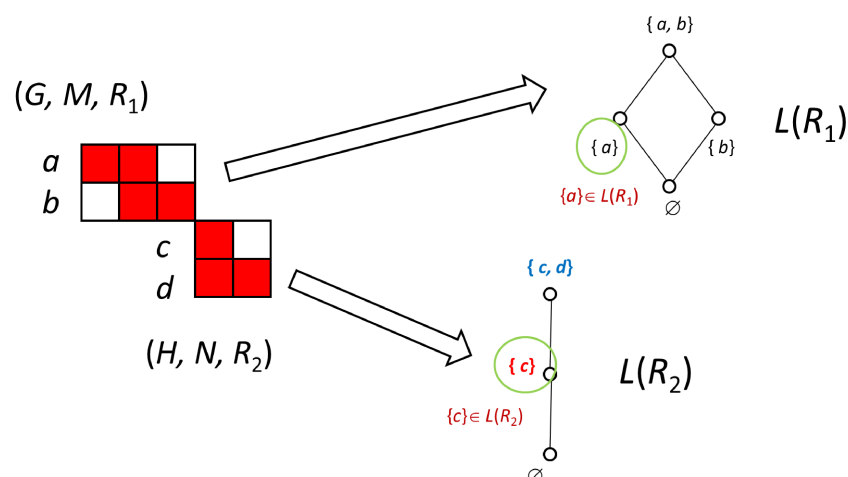 { a, b}
(G, M, R1)
L(R1)
a
{ a}
{ b}
b
{a}∈ L(R1)
∅
c
d
{ c, d}
(H, N, R2)
{ c}
L(R2)
{c}∈ L(R2)
∅